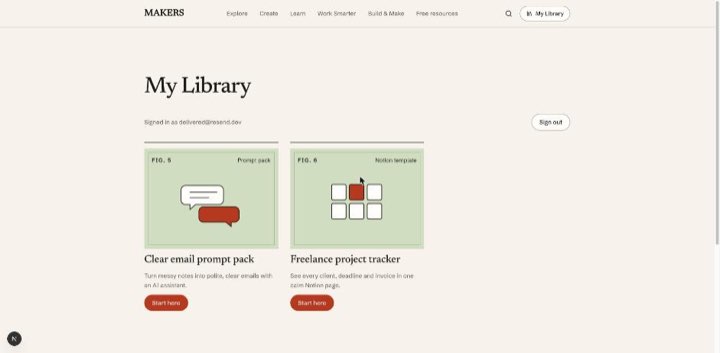 MAKERS
Explore Create Learn Work Smarter Build & Make Free resources
My Library
My Library
Signed in as delivered@resend.dev
Sign out
FIG. 5 Prompt pack
FIG. 6 Notion template
Clear email prompt pack
Freelance project tracker
Turn messy notes into polite, clear emails with
an AI assistant.
See every client, deadline and invoice in one
calm Notion page.
Start here
Start here
N